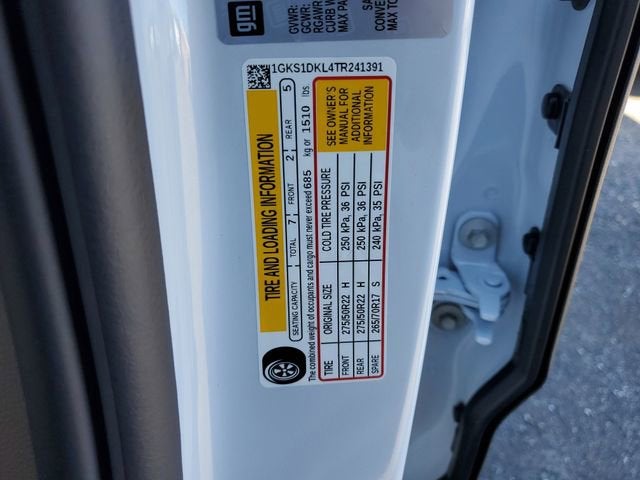 gm
GVWR:
GCWR:
RGAWR
CURB W
MAX PA
SA
CONVE
MAX TO
1GKS1DKL4TR241391
TIRE AND LOADING INFORMATION
SEATING CAPACITY TOTAL 7 FRONT 2 REAR 5
The combined weight of occupants and cargo must never exceed 685 kg or 1510 lbs
TIRE ORIGINAL SIZE COLD TIRE PRESSURE
FRONT 275/50R22 H 250 kPa, 36 PSI
REAR 275/50R22 H 250 kPa, 36 PSI
SPARE 265/70R17 S 240 kPa, 35 PSI
SEE OWNER'S
MANUAL FOR
ADDITIONAL
INFORMATION